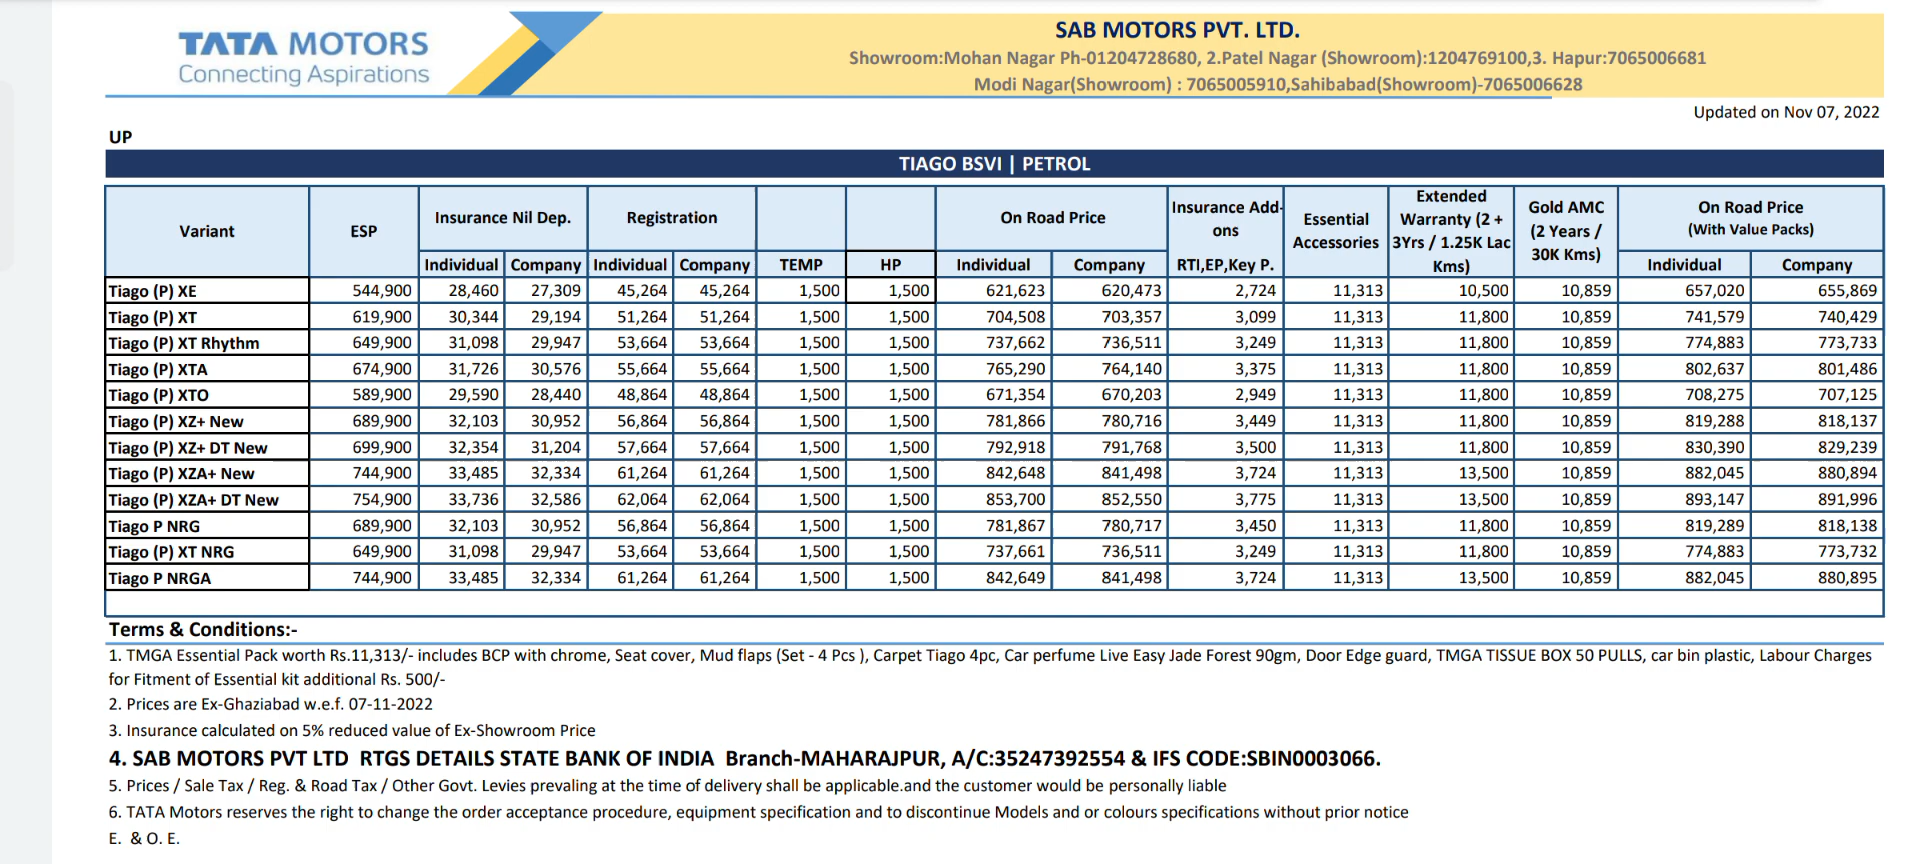 TATA MOTORS
Connecting Aspirations
SAB MOTORS PVT. LTD.
Showroom:Mohan Nagar Ph-01204728680, 2.Patel Nagar (Showroom):1204769100,3. Hapur:7065006681
Modi Nagar(Showroom) : 7065005910,Sahibabad(Showroom)-7065006628
Updated on Nov 07, 2022
UP
TIAGO BSVI | PETROL
Variant ESP Insurance Nil Dep. Registration On Road Price Insurance Add-ons Essential Accessories Extended Warranty (2 + 3Yrs / 1.25K Lac Kms) Gold AMC (2 Years / 30K Kms) On Road Price (With Value Packs)
Individual Company Individual Company TEMP HP Individual Company RTI,EP,Key P. Individual Company
Tiago (P) XE 544,900 28,460 27,309 45,264 45,264 1,500 1,500 621,623 620,473 2,724 11,313 10,500 10,859 657,020 655,869
Tiago (P) XT 619,900 30,344 29,194 51,264 51,264 1,500 1,500 704,508 703,357 3,099 11,313 11,800 10,859 741,579 740,429
Tiago (P) XT Rhythm 649,900 31,098 29,947 53,664 53,664 1,500 1,500 737,662 736,511 3,249 11,313 11,800 10,859 774,883 773,733
Tiago (P) XTA 674,900 31,726 30,576 55,664 55,664 1,500 1,500 765,290 764,140 3,375 11,313 11,800 10,859 802,637 801,486
Tiago (P) XTO 589,900 29,590 28,440 48,864 48,864 1,500 1,500 671,354 670,203 2,949 11,313 11,800 10,859 708,275 707,125
Tiago (P) XZ+ New 689,900 32,103 30,952 56,864 56,864 1,500 1,500 781,866 780,716 3,449 11,313 11,800 10,859 819,288 818,137
Tiago (P) XZ+ DT New 699,900 32,354 31,204 57,664 57,664 1,500 1,500 792,918 791,768 3,500 11,313 11,800 10,859 830,390 829,239
Tiago (P) XZA+ New 744,900 33,485 32,334 61,264 61,264 1,500 1,500 842,648 841,498 3,724 11,313 13,500 10,859 882,045 880,894
Tiago (P) XZA+ DT New 754,900 33,736 32,586 62,064 62,064 1,500 1,500 853,700 852,550 3,775 11,313 13,500 10,859 893,147 891,996
Tiago P NRG 689,900 32,103 30,952 56,864 56,864 1,500 1,500 781,867 780,717 3,450 11,313 11,800 10,859 819,289 818,138
Tiago (P) XT NRG 649,900 31,098 29,947 53,664 53,664 1,500 1,500 737,661 736,511 3,249 11,313 11,800 10,859 774,883 773,732
Tiago P NRGA 744,900 33,485 32,334 61,264 61,264 1,500 1,500 842,649 841,498 3,724 11,313 13,500 10,859 882,045 880,895
Terms & Conditions:-
1. TMGA Essential Pack worth Rs.11,313/- includes BCP with chrome, Seat cover, Mud flaps (Set - 4 Pcs ), Carpet Tiago 4pc, Car perfume Live Easy Jade Forest 90gm, Door Edge guard, TMGA TISSUE BOX 50 PULLS, car bin plastic, Labour Charges
for Fitment of Essential kit additional Rs. 500/-
2. Prices are Ex-Ghaziabad w.e.f. 07-11-2022
3. Insurance calculated on 5% reduced value of Ex-Showroom Price
4. SAB MOTORS PVT LTD RTGS DETAILS STATE BANK OF INDIA Branch-MAHARAJPUR, A/C:35247392554 & IFS CODE:SBIN0003066.
5. Prices / Sale Tax / Reg. & Road Tax / Other Govt. Levies prevaling at the time of delivery shall be applicable.and the customer would be personally liable
6. TATA Motors reserves the right to change the order acceptance procedure, equipment specification and to discontinue Models and or colours specifications without prior notice
E. & O. E.